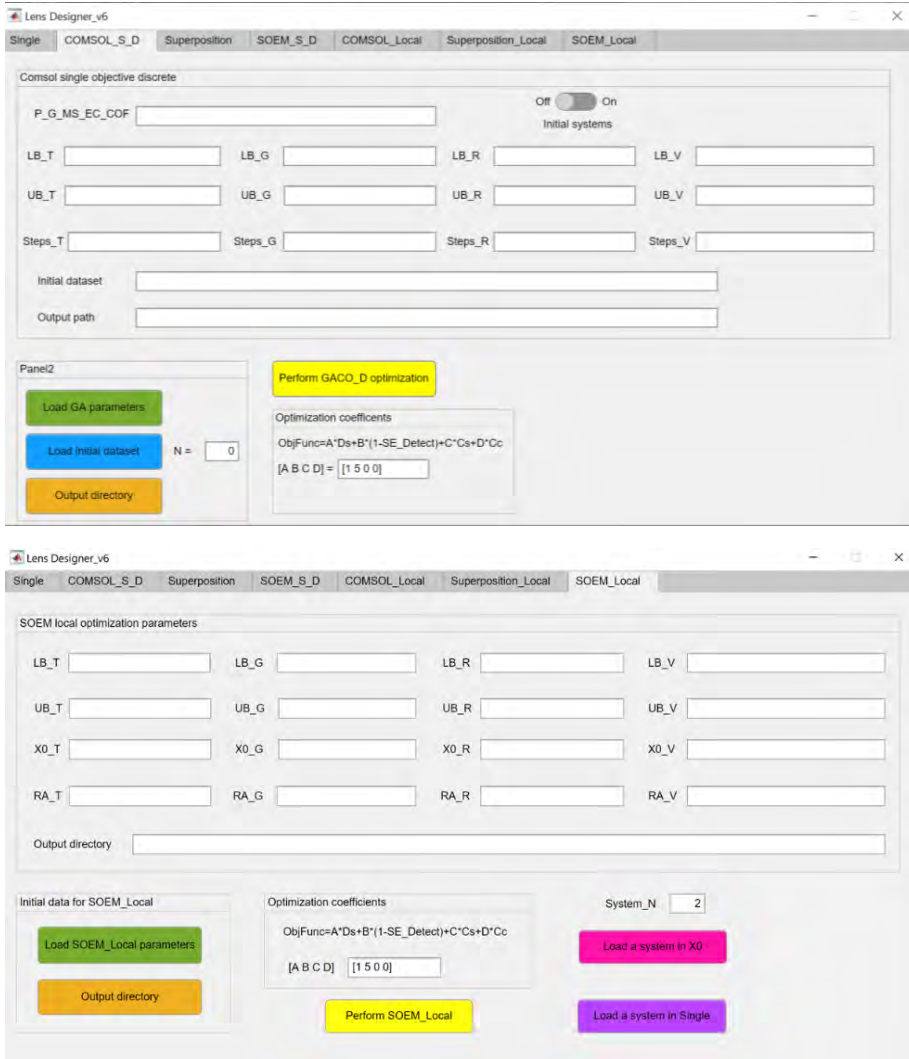 Lens Designer_v6
Single COMSOL_S_D Superposition SOEM_S_D COMSOL_Local Superposition_Local SOEM_Local
Comsol single objective discrete
P_G_MS_EC_COF
Off On
Initial systems
LB_T LB_G LB_R LB_V
UB_T UB_G UB_R UB_V
Steps_T Steps_G Steps_R Steps_V
Initial dataset
Output path
Panel2
Load GA parameters
Load Initial dataset
N = 0
Output directory
Perform GACO_D optimization
Optimization coefficents
ObjFunc=A*Ds+B*(1-SE_Detect)+C*Cs+D*Cc
[A B C D] = [1 5 0 0]
Lens Designer_v6
Single COMSOL_S_D Superposition SOEM_S_D COMSOL_Local Superposition_Local SOEM_Local
SOEM local optimization parameters
LB_T LB_G LB_R LB_V
UB_T UB_G UB_R UB_V
X0_T X0_G X0_R X0_V
RA_T RA_G RA_R RA_V
Output directory
Initial data for SOEM_Local
Load SOEM_Local parameters
Output directory
Optimization coefficients
ObjFunc=A*Ds+B*(1-SE_Detect)+C*Cs+D*Cc
[A B C D] [1 5 0 0]
Perform SOEM_Local
System_N 2
Load a system in X0
Load a system in Single